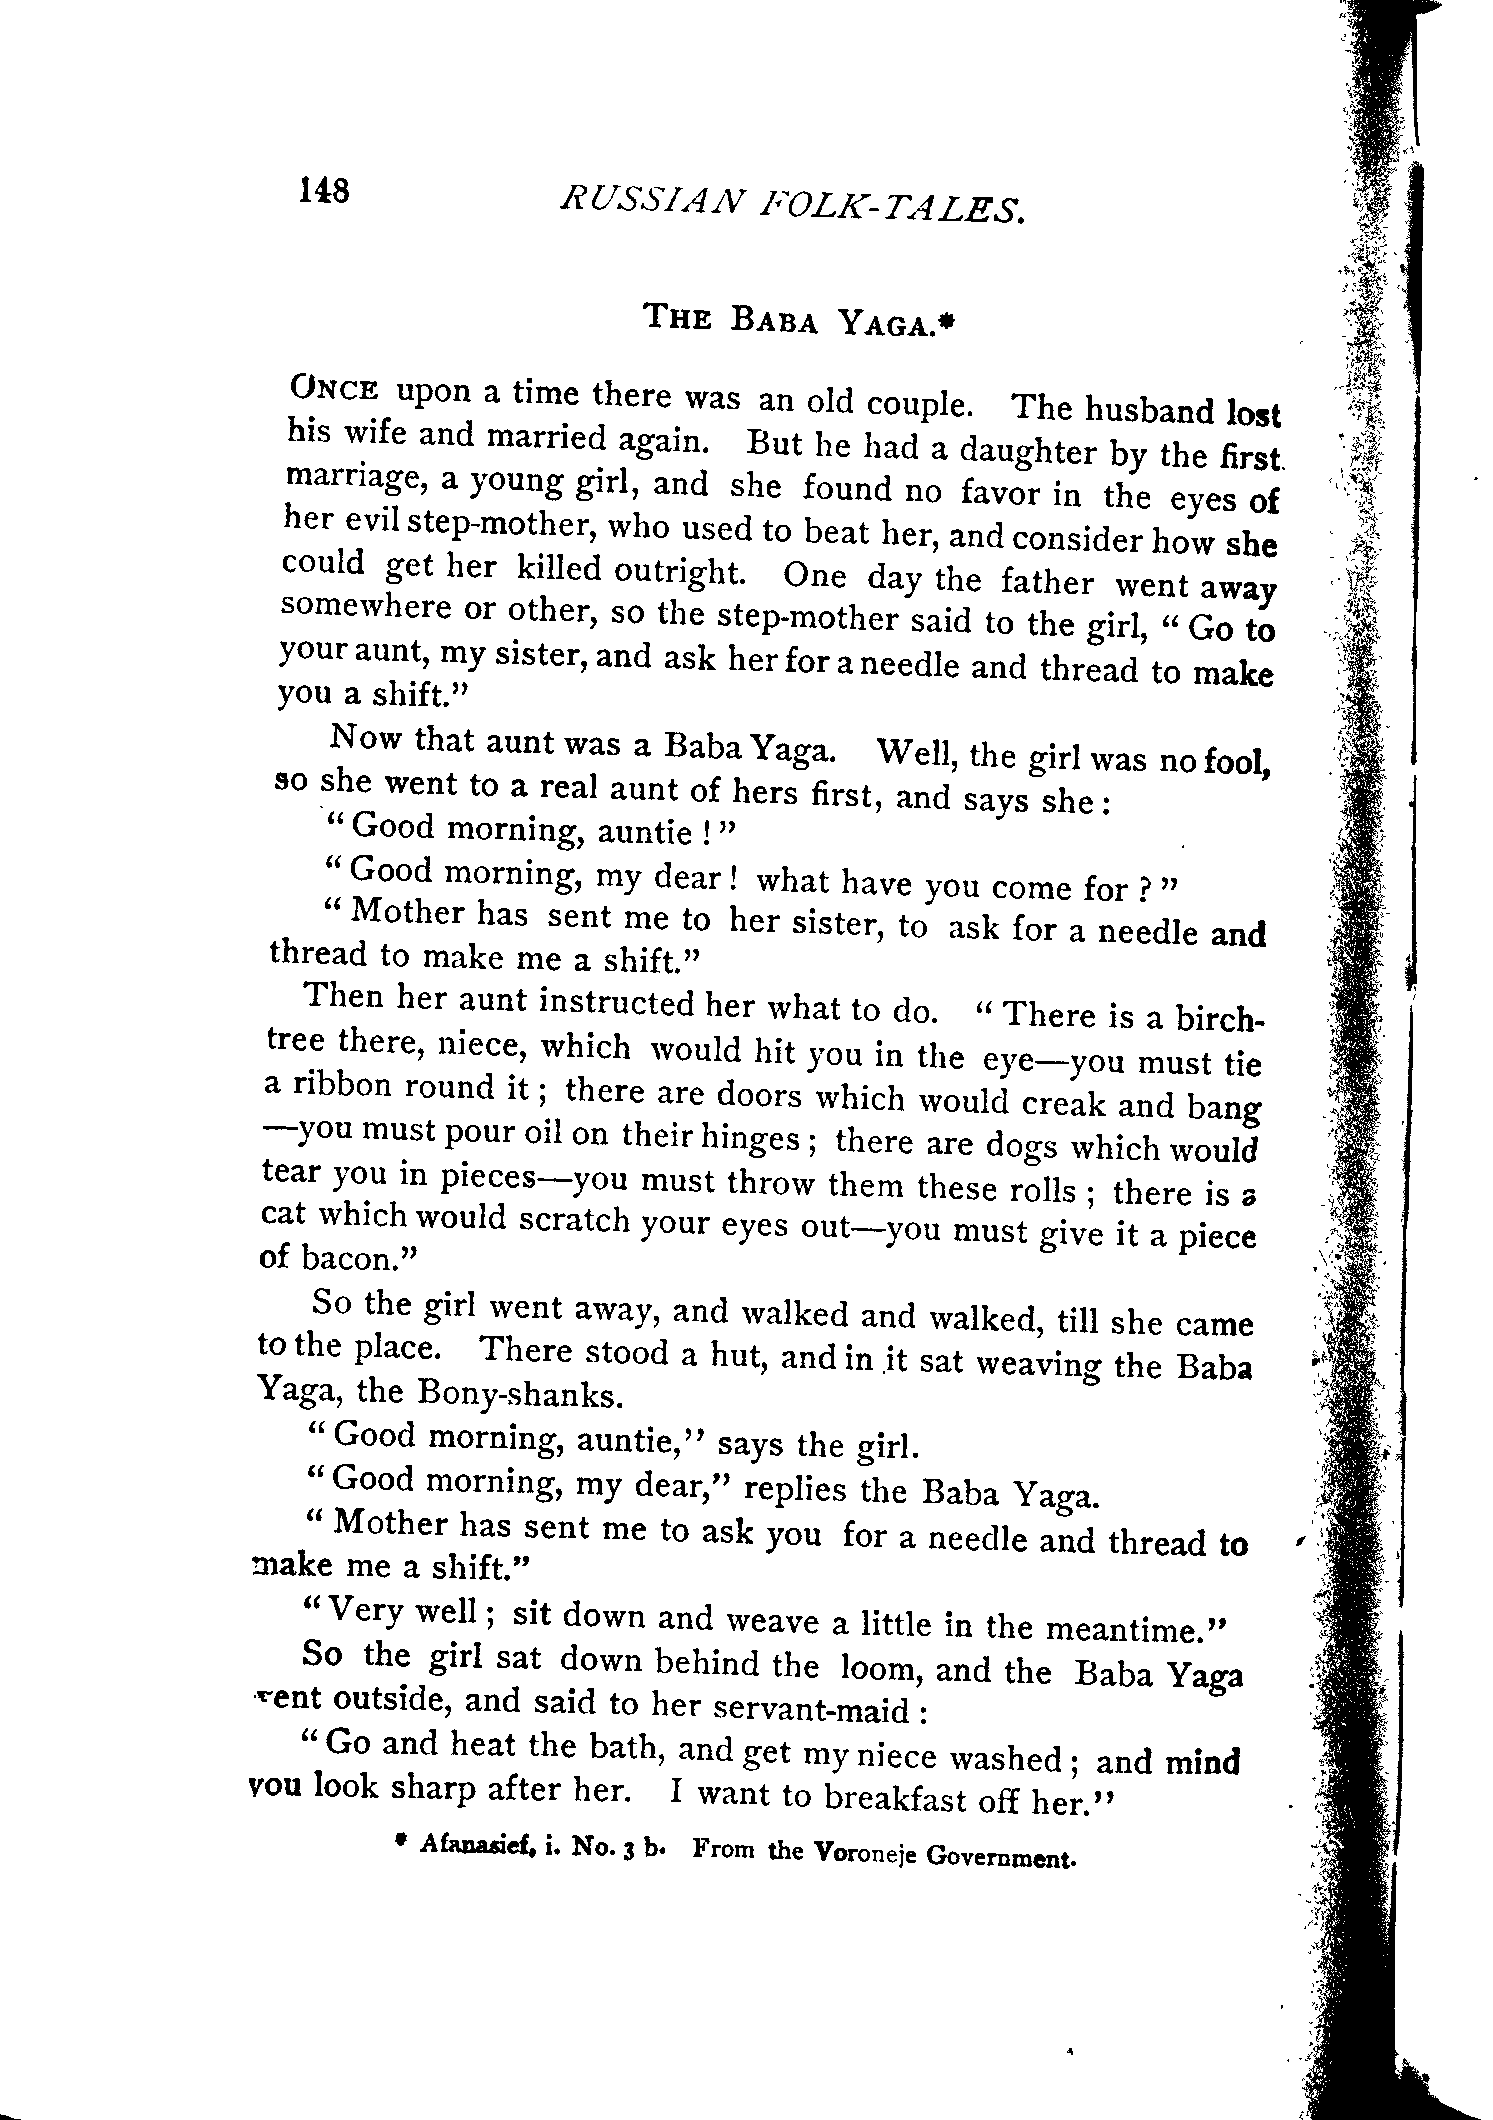 148 RUSSIAN FOLK-TALES.
THE BABA YAGA.*
ONCE upon a time there was an old couple. The husband lost
his wife and married again. But he had a daughter by the first
marriage, a young girl, and she found no favor in the eyes of
her evil step-mother, who used to beat her, and consider how she
could get her killed outright. One day the father went away
somewhere or other, so the step-mother said to the girl, “ Go to
your aunt, my sister, and ask her for a needle and thread to make
you a shift.”
Now that aunt was a Baba Yaga. Well, the girl was no fool,
so she went to a real aunt of hers first, and says she :
“ Good morning, auntie ! ”
“ Good morning, my dear ! what have you come for ? ”
“ Mother has sent me to her sister, to ask for a needle and
thread to make me a shift.”
Then her aunt instructed her what to do. “ There is a birch-
tree there, niece, which would hit you in the eye—you must tie
a ribbon round it ; there are doors which would creak and bang
—you must pour oil on their hinges ; there are dogs which would
tear you in pieces—you must throw them these rolls ; there is a
cat which would scratch your eyes out—you must give it a piece
of bacon.”
So the girl went away, and walked and walked, till she came
to the place. There stood a hut, and in it sat weaving the Baba
Yaga, the Bony-shanks.
“ Good morning, auntie,” says the girl.
“ Good morning, my dear,” replies the Baba Yaga.
“ Mother has sent me to ask you for a needle and thread to
make me a shift.”
“ Very well ; sit down and weave a little in the meantime.”
So the girl sat down behind the loom, and the Baba Yaga
went outside, and said to her servant-maid :
“ Go and heat the bath, and get my niece washed ; and mind
you look sharp after her. I want to breakfast off her.”
* Afanasief, i. No. 3 b. From the Voroneje Government.